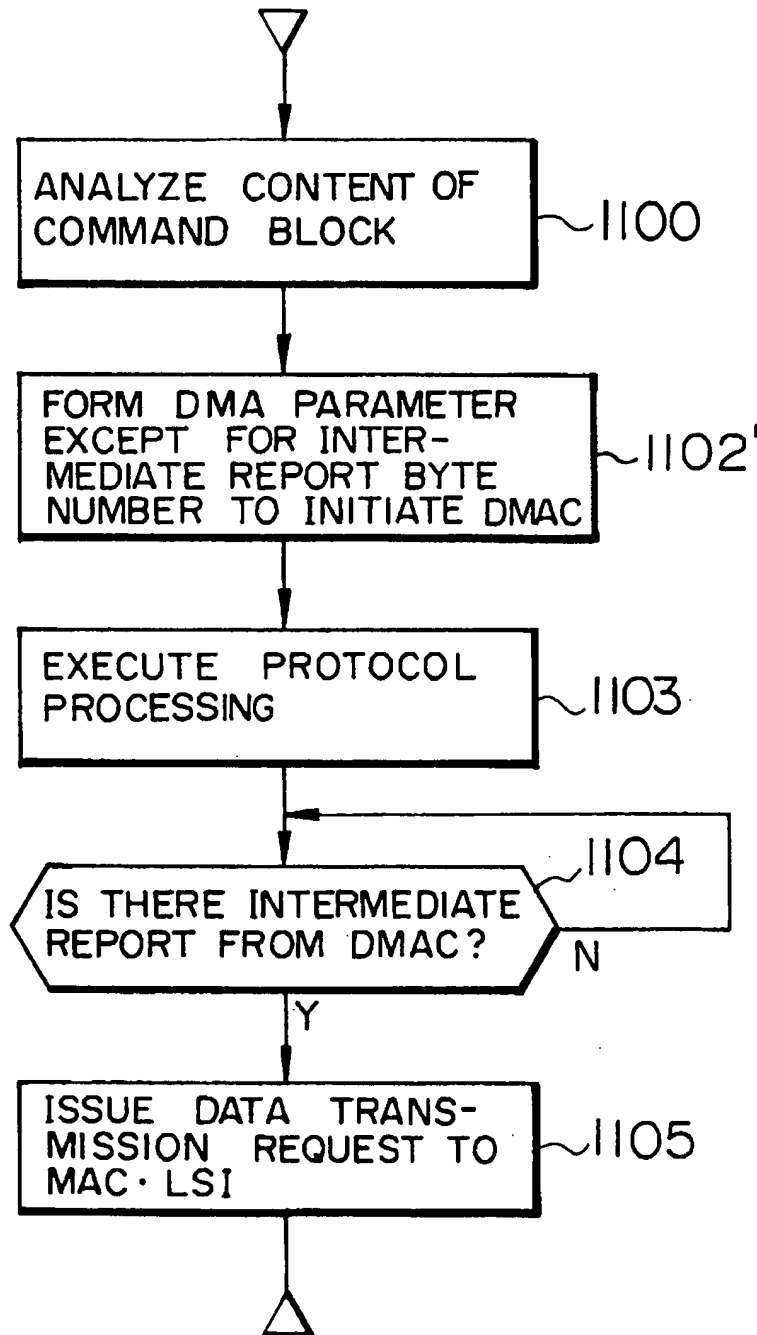 ANALYZE CONTENT OF
COMMAND BLOCK
1100
FORM DMA PARAMETER
EXCEPT FOR INTER-
MEDIATE REPORT BYTE
NUMBER TO INITIATE DMAC
1102'
EXECUTE PROTOCOL
PROCESSING
1103
1104
IS THERE INTERMEDIATE
REPORT FROM DMAC?
N
Y
ISSUE DATA TRANS-
MISSION REQUEST TO
MAC·LSI
1105